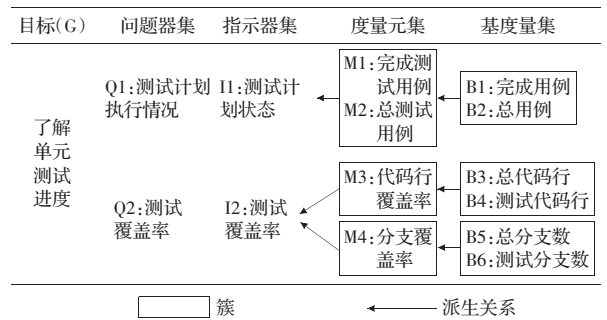 目标(G) 问题器集 指示器集 度量元集 基度量集
M1:完成测
试用例
M2:总测试
用例
Q1:测试计划
执行情况
I1:测试计
划状态
B1:完成用例
B2:总用例
了解
单元
测试
进度
Q2:测试
覆盖率
I2:测试
覆盖率
M3:代码行
覆盖率
B3:总代码行
B4:测试代码行
M4:分支覆
盖率
B5:总分支数
B6:测试分支数
簇 派生关系